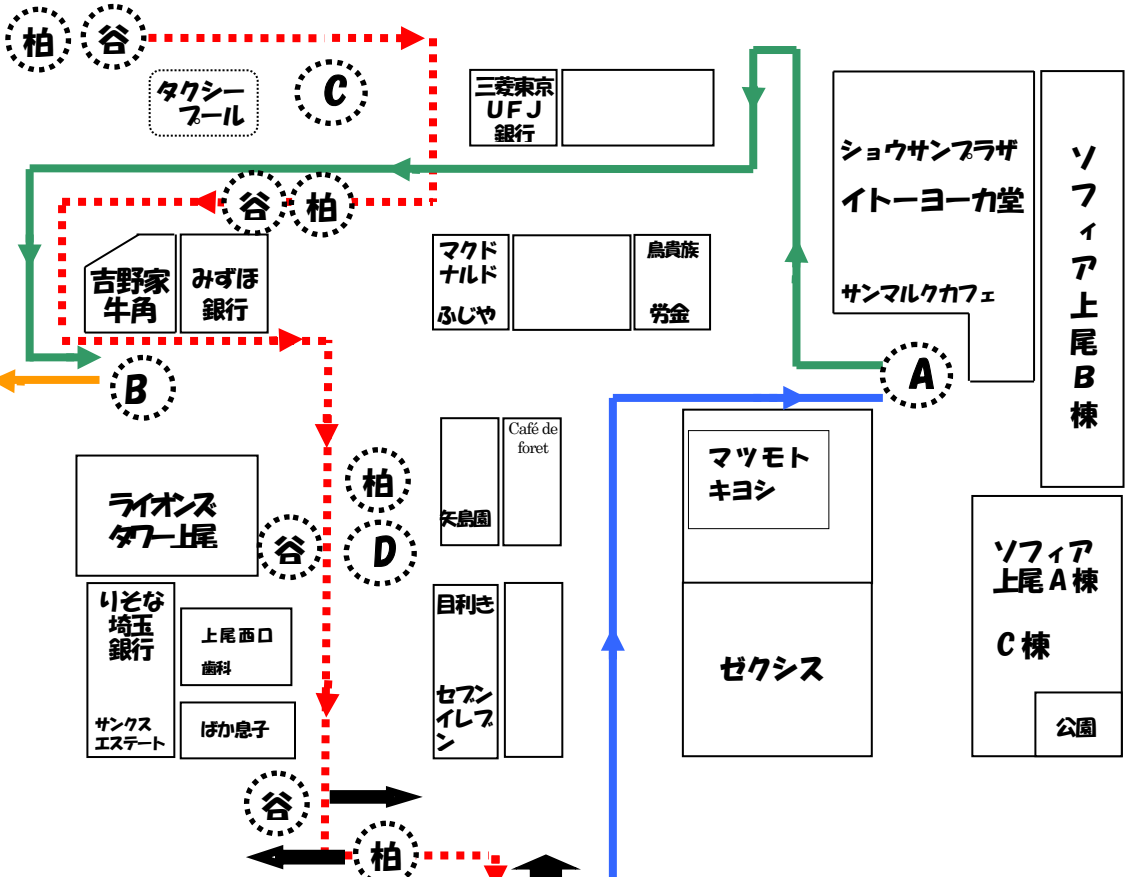 柏
谷
タクシー
プール
C
三菱東京
UFJ
銀行
ショウサンプラザ
イトーヨーカ堂
サンマルクカフェ
ソフィア上尾B棟
谷
柏
吉野家
牛角
みずほ
銀行
マクド
ナルド
ふじや
鳥貴族
労金
A
B
ライオンズ
タワー上尾
谷
柏
D
矢島園
Café de
foret
マツモト
キヨシ
ソフィア
上尾A棟
C棟
公園
りそな
埼玉
銀行
サンクス
エステート
上尾西口
歯科
ばか息子
目利き
セブン
イレブ
ン
ゼクシス
谷
柏